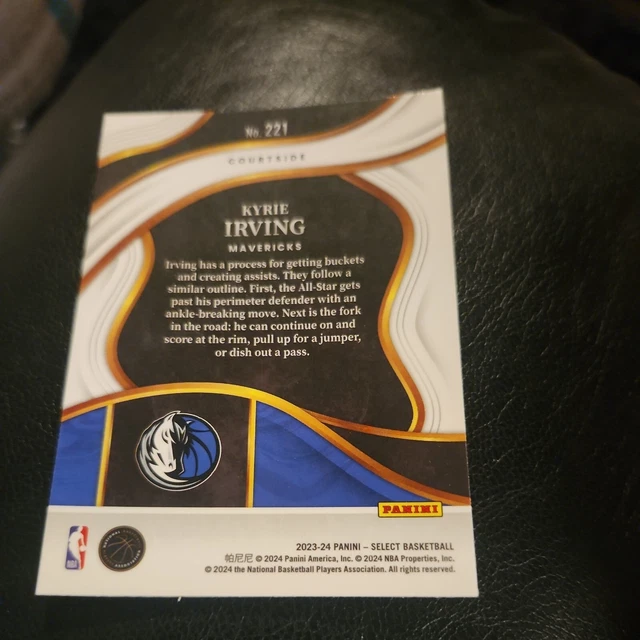 No. 221
COURTSIDE
KYRIE
IRVING
MAVERICKS
Irving has a process for getting buckets
and creating assists. They follow a
similar outline. First, the All-Star gets
past his perimeter defender with an
ankle-breaking move. Next is the fork
in the road: he can continue on and
score at the rim, pull up for a jumper,
or dish out a pass.
PANINI
2023-24 PANINI – SELECT BASKETBALL
帕尼尼 © 2024 Panini America, Inc. © 2024 NBA Properties, Inc.
© 2024 the National Basketball Players Association. All rights reserved.
NBA